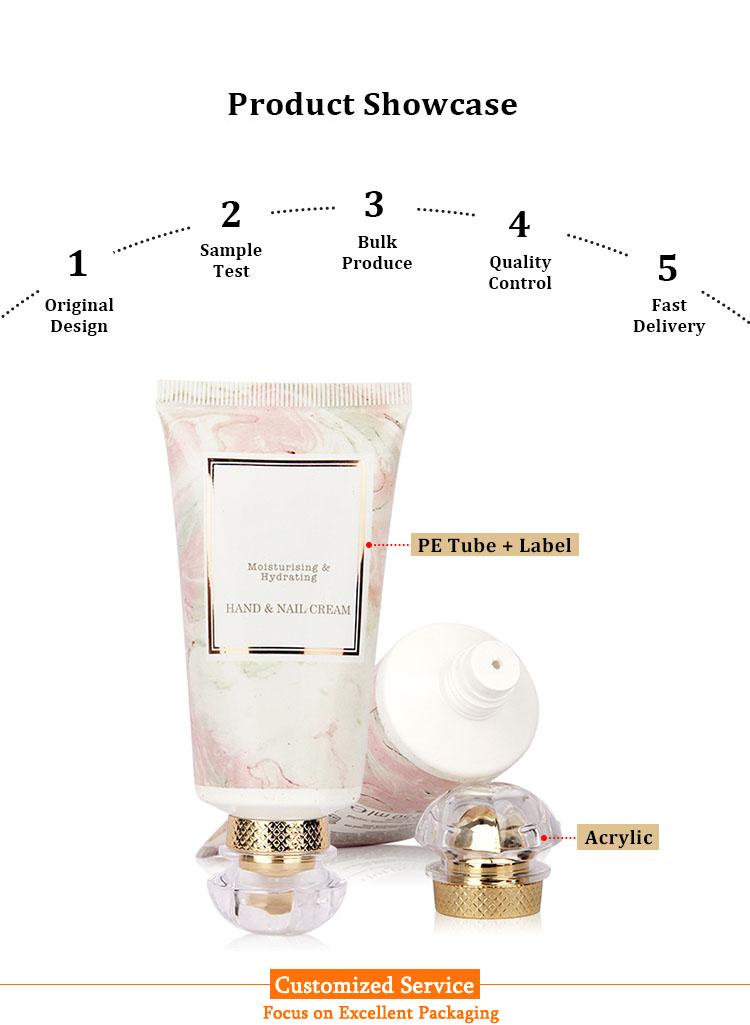 Product Showcase
1
Original
Design
2
Sample
Test
3
Bulk
Produce
4
Quality
Control
5
Fast
Delivery
Moisturising &
Hydrating
HAND & NAIL CREAM
PE Tube + Label
Acrylic
Customized Service
Focus on Excellent Packaging